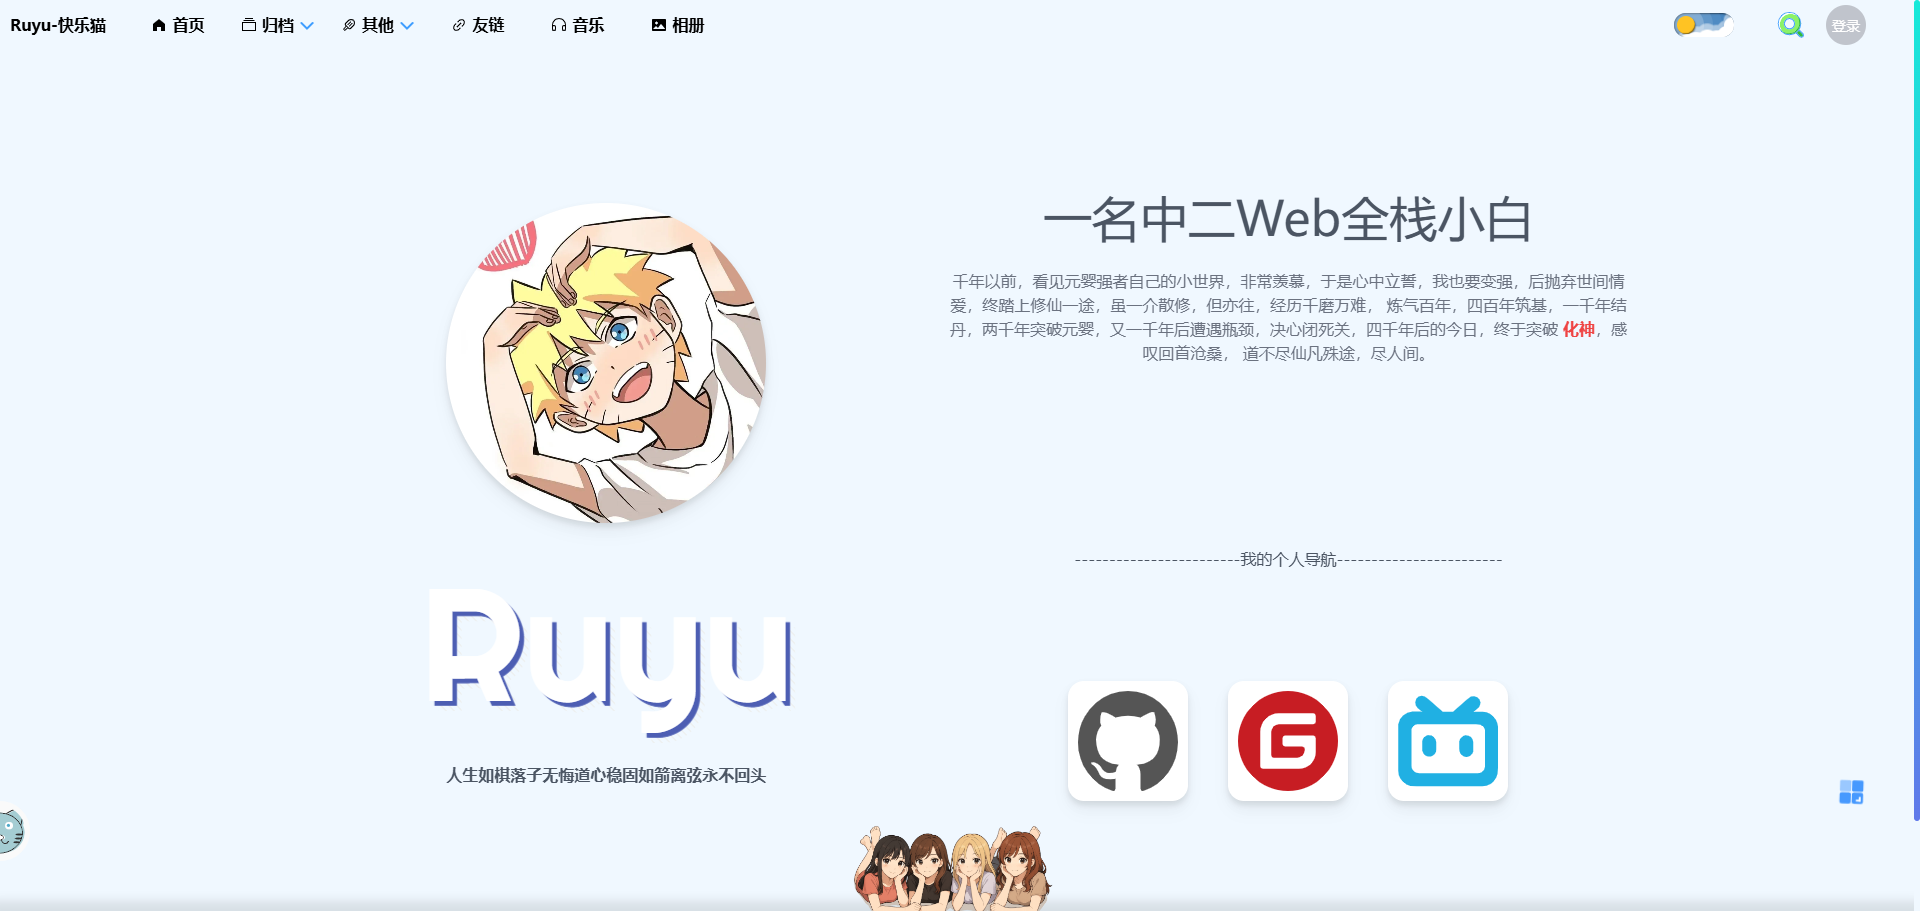 Ruyu-快乐猫 首页 归档 其他 友链 音乐 相册 登录
一名中二Web全栈小白
千年以前，看见元婴强者自己的小世界，非常羡慕，于是心中立誓，我也要变强，后抛弃世间情
爱，终踏上修仙一途，虽一介散修，但亦往，经历千磨万难， 炼气百年，四百年筑基，一千年结
丹，两千年突破元婴，又一千年后遭遇瓶颈，决心闭死关，四千年后的今日，终于突破 化神，感
叹回首沧桑， 道不尽仙凡殊途，尽人间。
------------------------我的个人导航------------------------
Ruyu
人生如棋落子无悔道心稳固如箭离弦永不回头